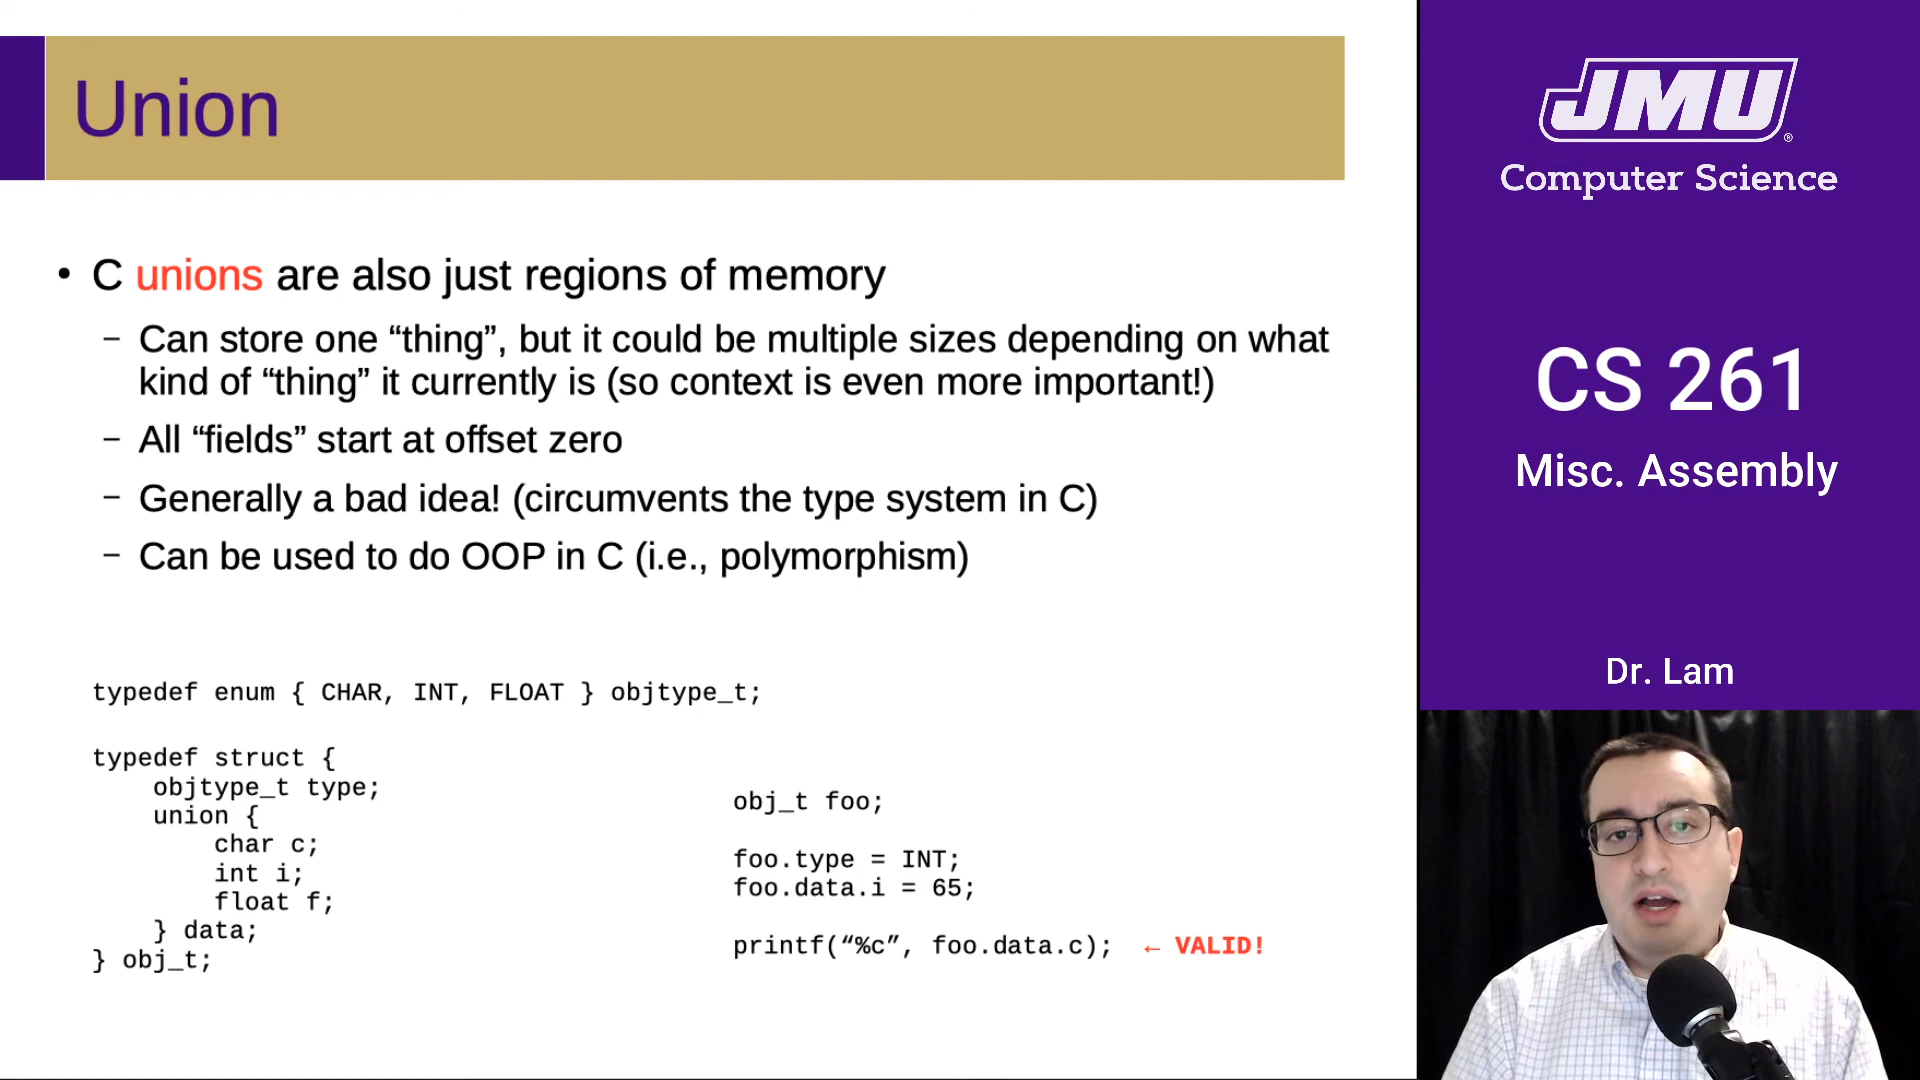 Union
• C unions are also just regions of memory
– Can store one “thing”, but it could be multiple sizes depending on what
kind of “thing” it currently is (so context is even more important!)
– All “fields” start at offset zero
– Generally a bad idea! (circumvents the type system in C)
– Can be used to do OOP in C (i.e., polymorphism)
typedef enum { CHAR, INT, FLOAT } objtype_t;
typedef struct {
    objtype_t type;
    union {
        char c;
        int i;
        float f;
    } data;
} obj_t;
obj_t foo;
foo.type = INT;
foo.data.i = 65;
printf(“%c”, foo.data.c); ← VALID!
JMU®
Computer Science
CS 261
Misc. Assembly
Dr. Lam